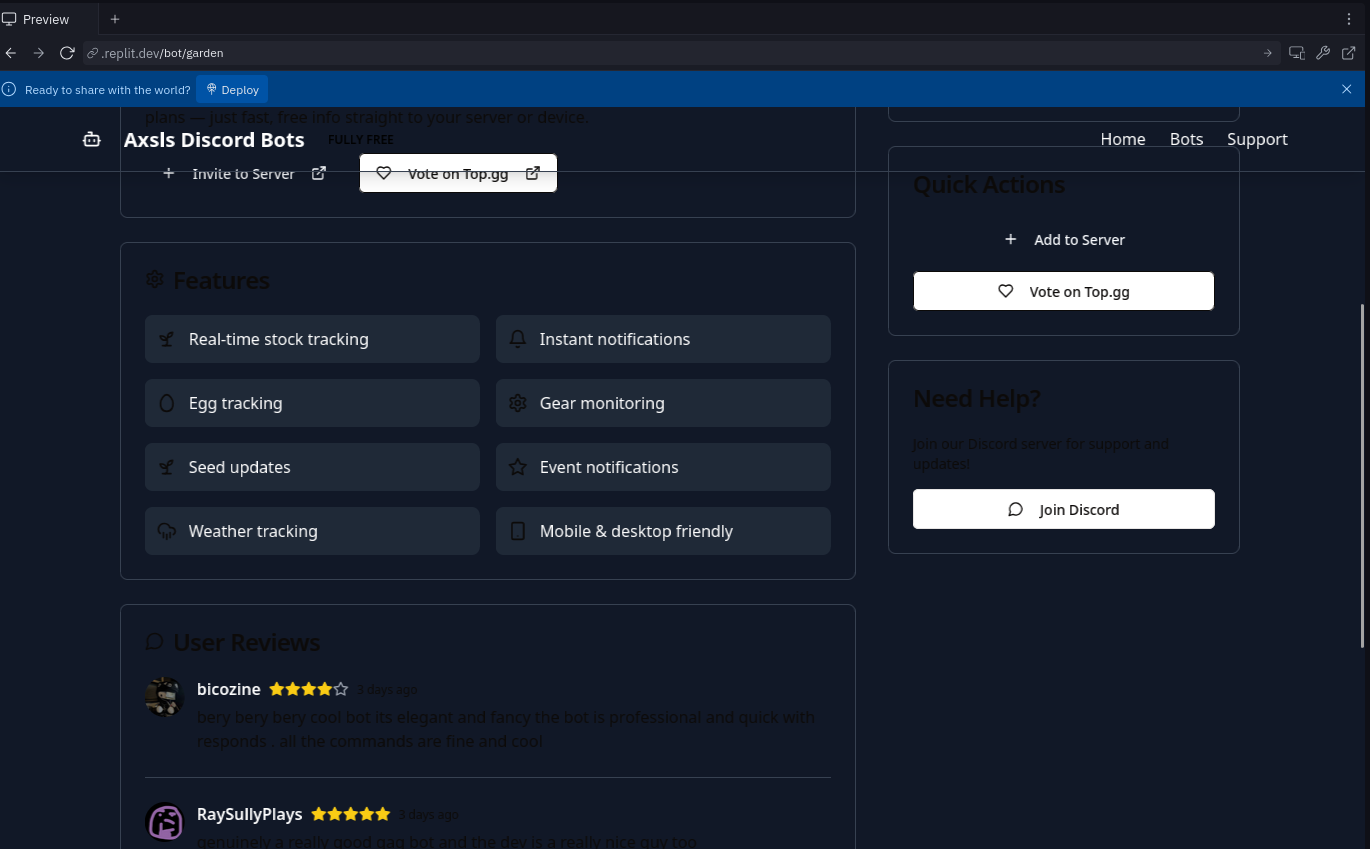 Preview
.replit.dev/bot/garden
Ready to share with the world? Deploy
plans — just fast, free info straight to your server or device.
Axsls Discord Bots FULLY FREE Home Bots Support
Invite to Server Vote on Top.gg
Quick Actions
Add to Server
Vote on Top.gg
Features
Real-time stock tracking Instant notifications
Egg tracking Gear monitoring
Seed updates Event notifications
Weather tracking Mobile & desktop friendly
Need Help?
Join our Discord server for support and
updates!
Join Discord
User Reviews
bicozine 3 days ago
bery bery bery cool bot its elegant and fancy the bot is professional and quick with
responds . all the commands are fine and cool
RaySullyPlays 3 days ago
genuinely a really good gag bot and the dev is a really nice guy too